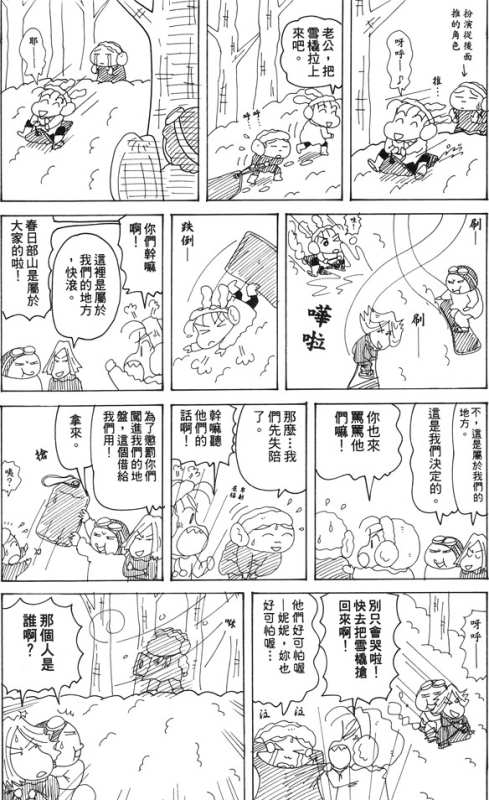 扮演從後面
推的角色
呀呼—♪
推…
老公，把
雪橇拉上
來吧。
呼
呼
耶—♪
刷—
刷—
嘩啦
跌倒—
你們幹嘛
啊！
這裡是屬於
我們的地方
，快滾。
春日部山是屬於
大家的啦！
不，這是屬於我們的
地方。
這是我們決定的。
你也來
罵罵他
們嘛！
那麼…我
們先失陪
了。
幹嘛聽
他們的
話啊！
為了懲罰你們
闖進我們的地
盤，這個借給
我們用！
拿來。
搶
咦？
呀呼—
別只會哭啦！
快去把雪橇搶
回來啊！
他們好可怕喔
—妮妮，妳也
好可怕喔…
泣
泣
那個人是
誰啊？